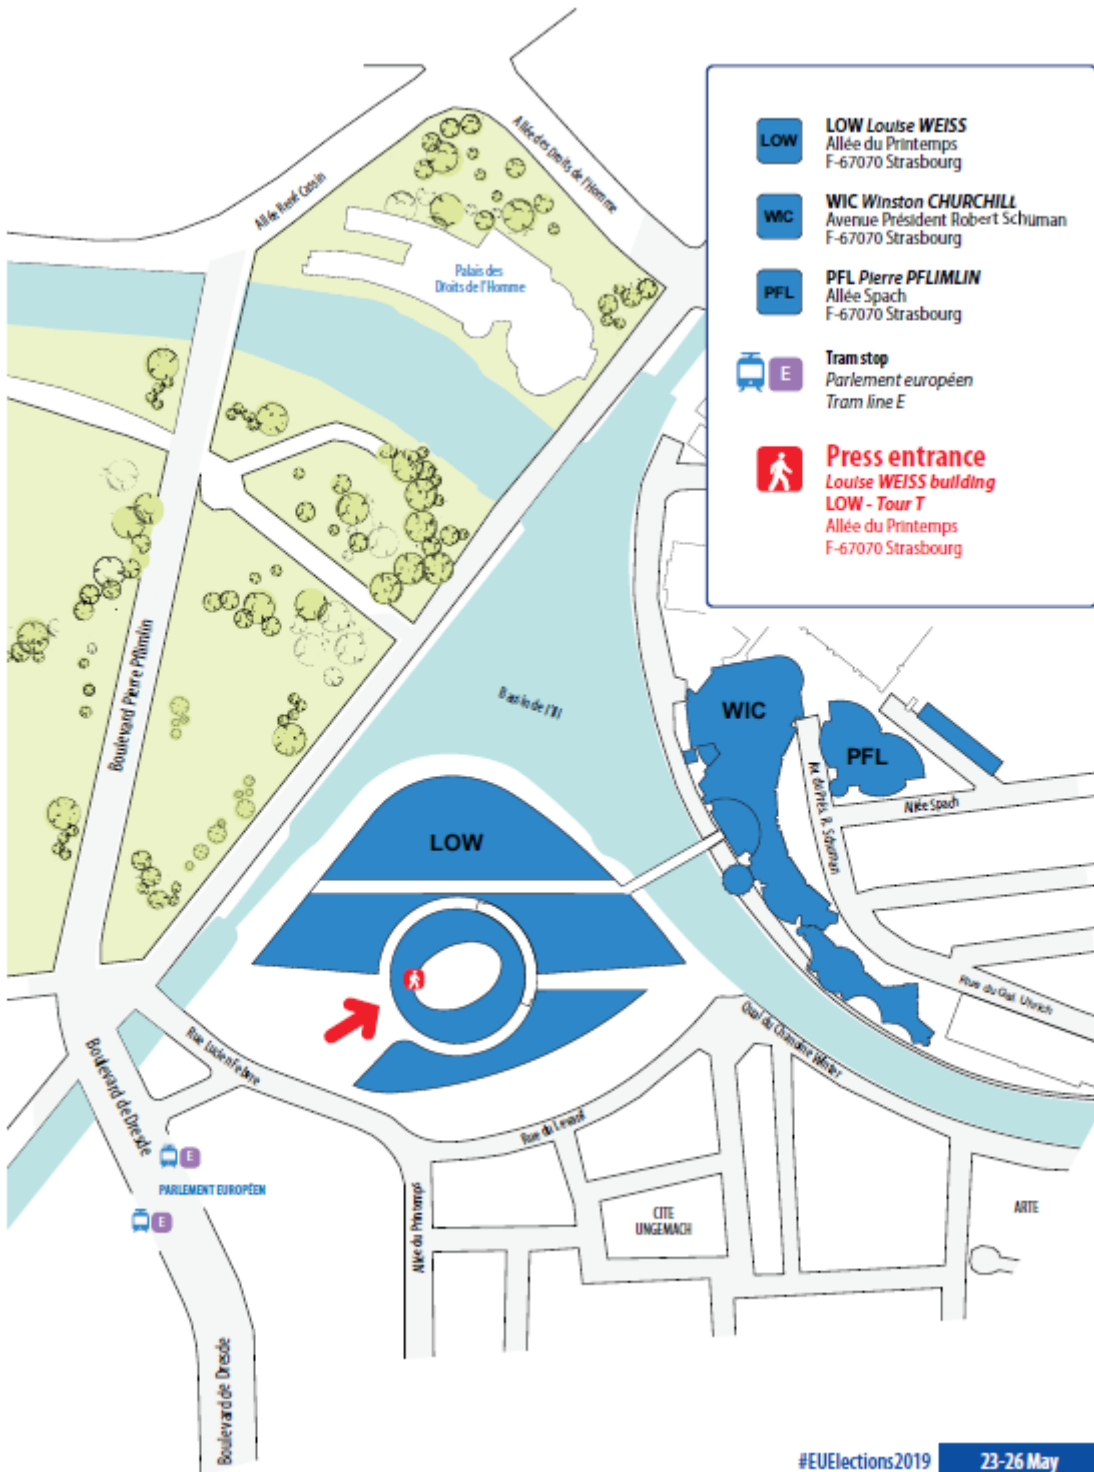 LOW
LOW Louise WEISS
Allée du Printemps
F-67070 Strasbourg
WIC
WIC Winston CHURCHILL
Avenue Président Robert Schuman
F-67070 Strasbourg
PFL
PFL Pierre PFLIMLIN
Allée Spach
F-67070 Strasbourg
E
Tram stop
Parlement européen
Tram line E
Press entrance
Louise WEISS building
LOW - Tour T
Allée du Printemps
F-67070 Strasbourg
Allée des Droits de l'Homme
Allée René Cassin
Palais des
Droits de l'Homme
Boulevard Pierre Pflimlin
Bassin de l'Ill
WIC
PFL
Av. du Prés. R. Schuman
Allée Spach
LOW
Rue du Gal. Uhrich
Quai du Chanoine Winter
Rue Lucien Febvre
Boulevard de Dresde
Rue du Levant
E
PARLEMENT EUROPÉEN
E
Allée du Printemps
CITE
UNGEMACH
ARTE
Boulevard de Dresde
#EUElections2019
23-26 May